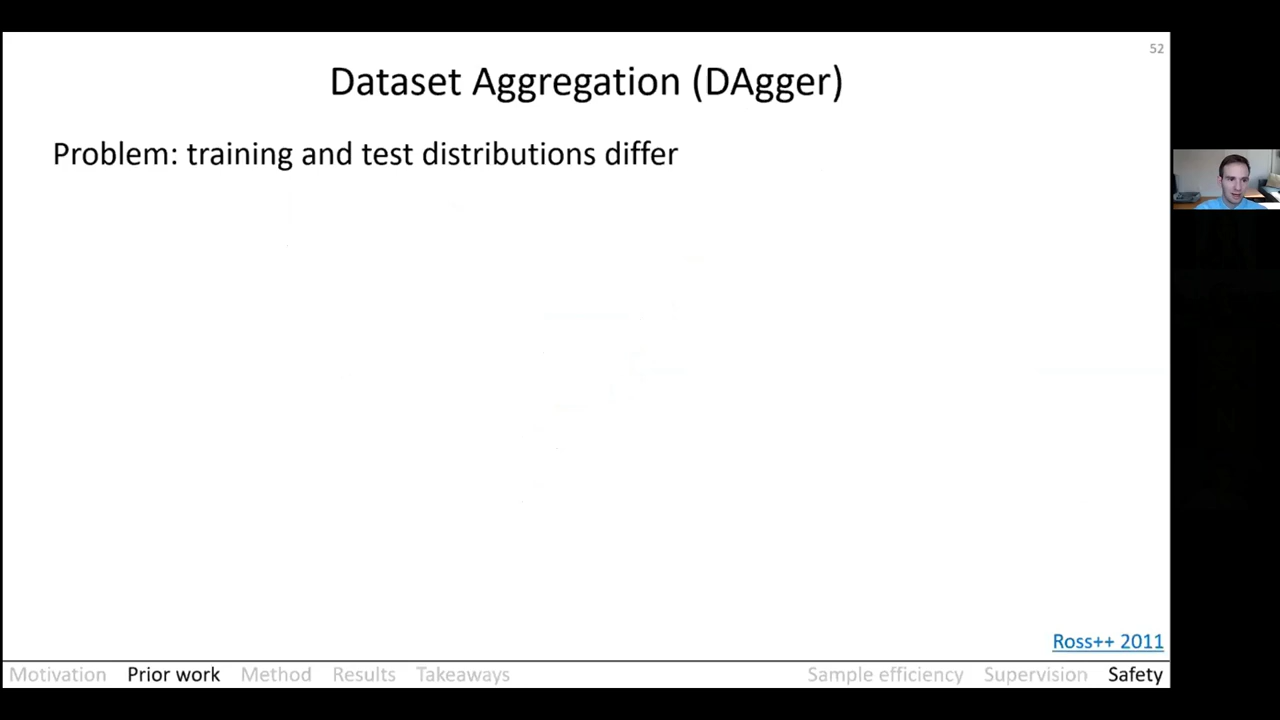 52
Dataset Aggregation (DAgger)
Problem: training and test distributions differ
Ross++ 2011
Motivation Prior work Method Results Takeaways Sample efficiency Supervision Safety